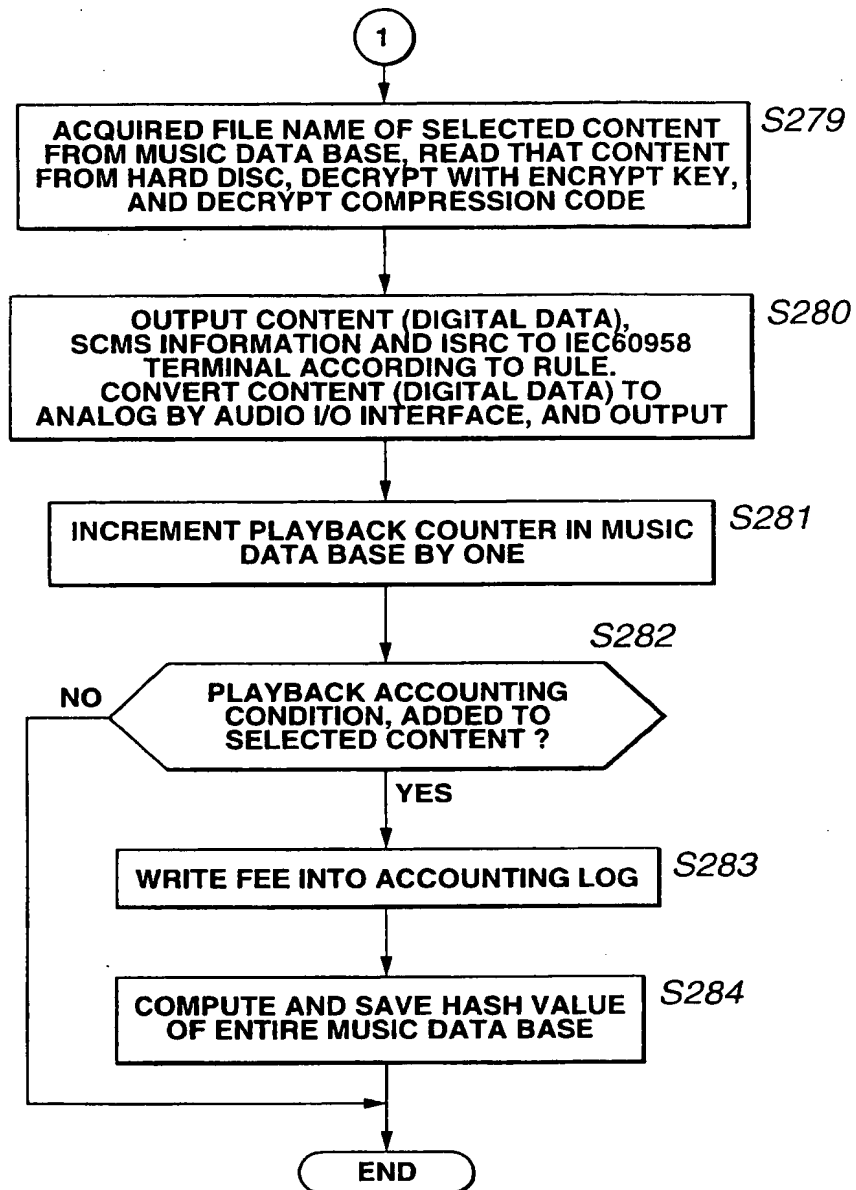 1
ACQUIRED FILE NAME OF SELECTED CONTENT
FROM MUSIC DATA BASE, READ THAT CONTENT
FROM HARD DISC, DECRYPT WITH ENCRYPT KEY,
AND DECRYPT COMPRESSION CODE
S279
OUTPUT CONTENT (DIGITAL DATA),
SCMS INFORMATION AND ISRC TO IEC60958
TERMINAL ACCORDING TO RULE.
CONVERT CONTENT (DIGITAL DATA) TO
ANALOG BY AUDIO I/O INTERFACE, AND OUTPUT
S280
INCREMENT PLAYBACK COUNTER IN MUSIC
DATA BASE BY ONE
S281
S282
PLAYBACK ACCOUNTING
CONDITION, ADDED TO
SELECTED CONTENT ?
NO
YES
WRITE FEE INTO ACCOUNTING LOG
S283
COMPUTE AND SAVE HASH VALUE
OF ENTIRE MUSIC DATA BASE
S284
END